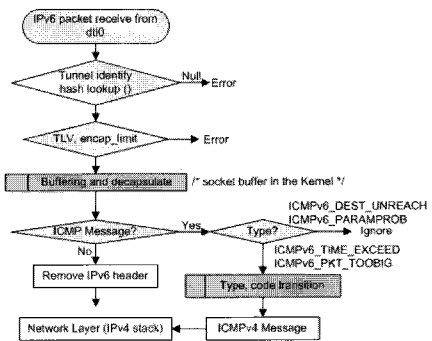 IPv6 packet receive from
dtl0
Tunnel identify
hash lookup ()
Null
Error
TLV, encap_limit
Error
Buffering and decapsulate
/* socket buffer in the Kernel */
ICMP Message?
Yes
Type?
ICMPv6_DEST_UNREACH
ICMPv6_PARAMPROB
Ignore
No
ICMPv6_TIME_EXCEED
ICMPv6_PKT_TOOBIG
Remove IPv6 header
Type, code transition
Network Layer (IPv4 stack)
ICMPv4 Message